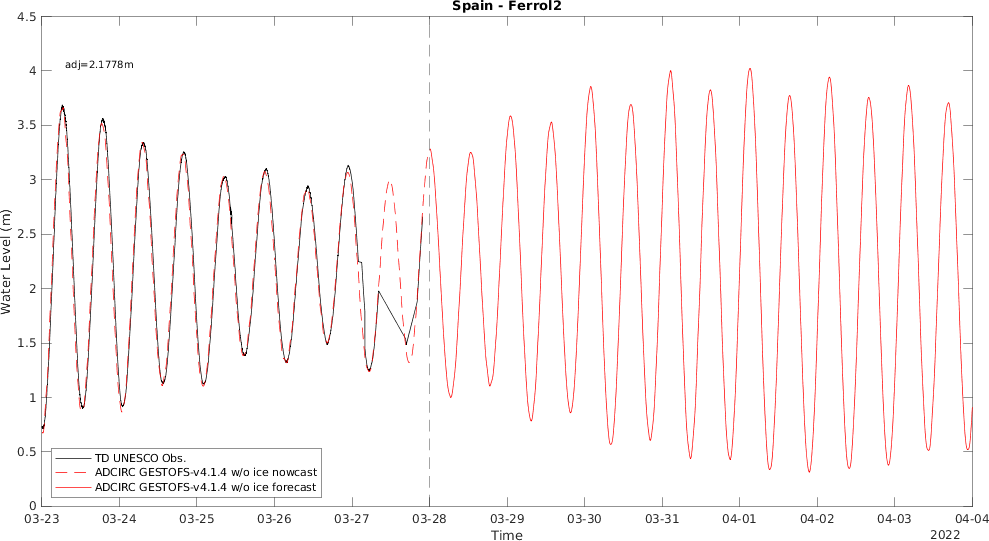 Spain - Ferrol2
adj=2.1778m
Water Level (m)
4.5
4
3.5
3
2.5
2
1.5
1
0.5
0
TD UNESCO Obs.
ADCIRC GESTOFS-v4.1.4 w/o ice nowcast
ADCIRC GESTOFS-v4.1.4 w/o ice forecast
03-23 03-24 03-25 03-26 03-27 03-28 03-29 03-30 03-31 04-01 04-02 04-03 04-04
Time
2022